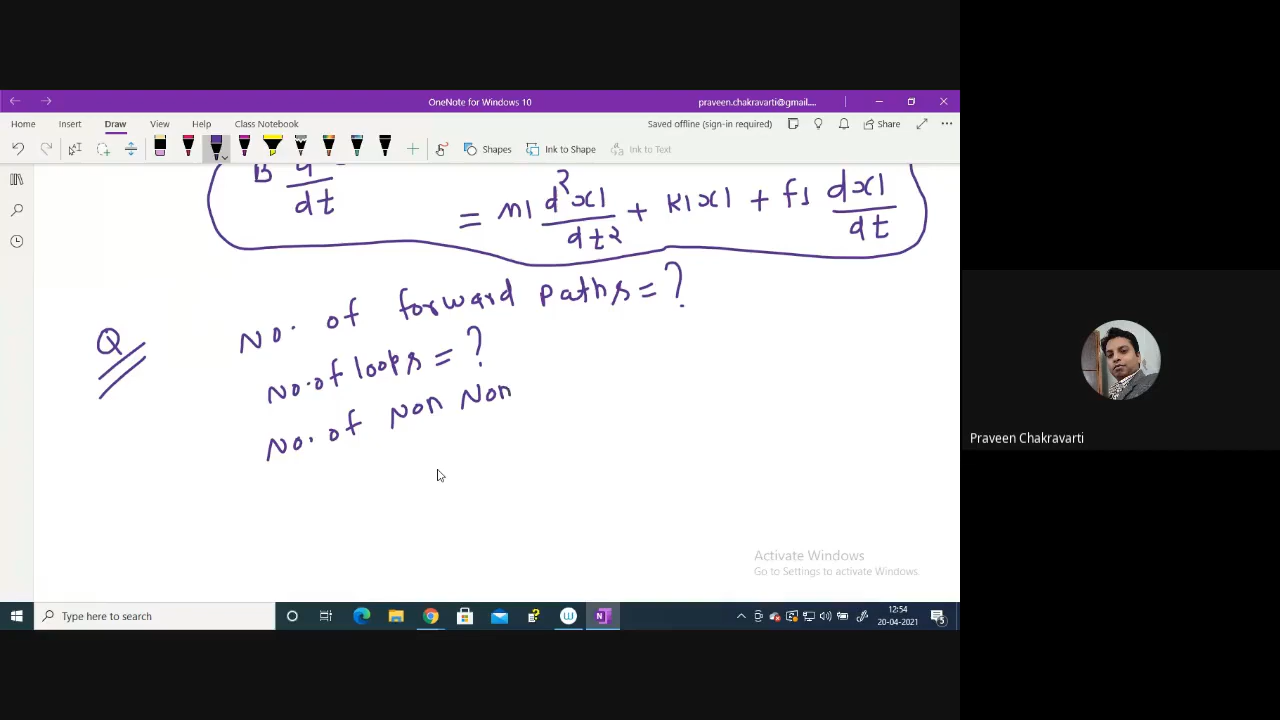 OneNote for Windows 10
praveen.chakravarti@gmail....
Home Insert Draw View Help Class Notebook
Saved offline (sign-in required)
Share
Shapes
Ink to Shape
Ink to Text
B
dt
= m1 d²x1/dt² + K1x1 + f1 dx1/dt
Q
No. of forward paths = ?
No. of loops = ?
No. of Non Non
Praveen Chakravarti
Activate Windows
Go to Settings to activate Windows.
Type here to search
12:54
20-04-2021
5